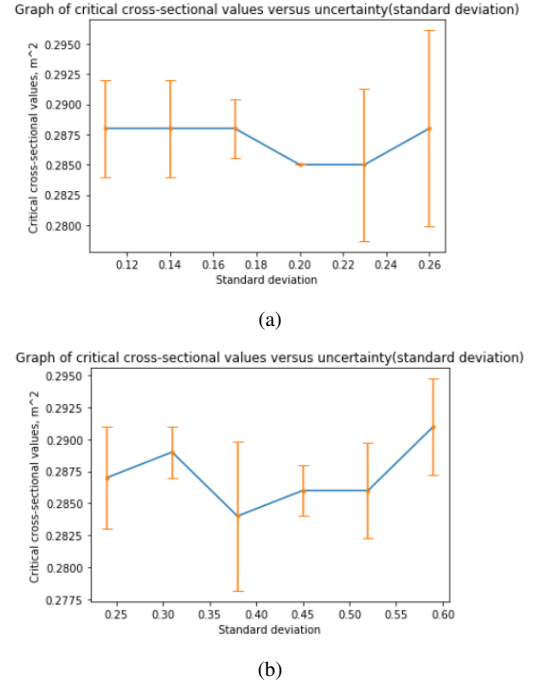 Graph of critical cross-sectional values versus uncertainty(standard deviation)
Critical cross-sectional values, m^2
0.2950
0.2925
0.2900
0.2875
0.2850
0.2825
0.2800
0.12 0.14 0.16 0.18 0.20 0.22 0.24 0.26
Standard deviation
(a)
Graph of critical cross-sectional values versus uncertainty(standard deviation)
Critical cross-sectional values, m^2
0.2950
0.2925
0.2900
0.2875
0.2850
0.2825
0.2800
0.2775
0.25 0.30 0.35 0.40 0.45 0.50 0.55 0.60
Standard deviation
(b)